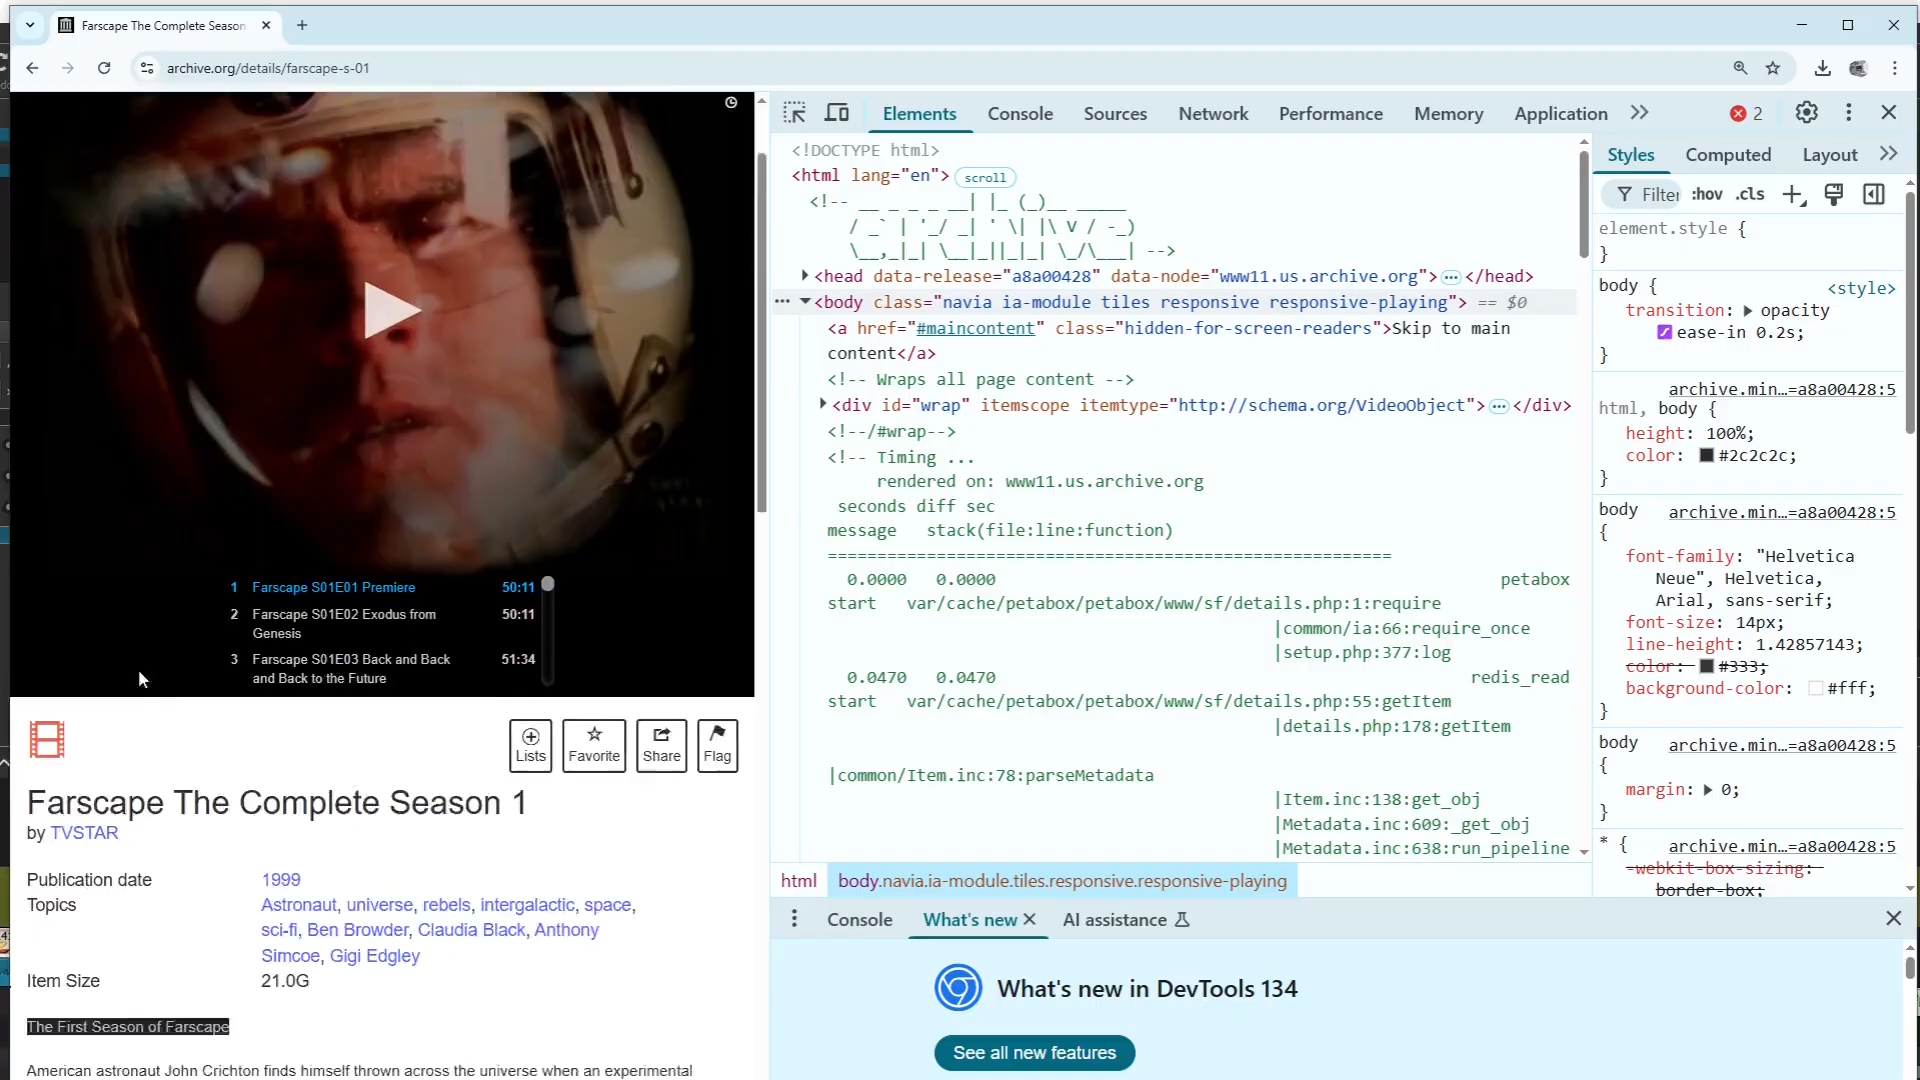 Farscape The Complete Season
archive.org/details/farscape-s-01
1 Farscape S01E01 Premiere 50:11
2 Farscape S01E02 Exodus from 50:11
Genesis
3 Farscape S01E03 Back and Back 51:34
and Back to the Future
Lists
Favorite
Share
Flag
Farscape The Complete Season 1
by TVSTAR
Publication date 1999
Topics Astronaut, universe, rebels, intergalactic, space,
sci-fi, Ben Browder, Claudia Black, Anthony
Simcoe, Gigi Edgley
Item Size 21.0G
The First Season of Farscape
American astronaut John Crichton finds himself thrown across the universe when an experimental
Elements Console Sources Network Performance Memory Application 2
<!DOCTYPE html>
<html lang="en"> scroll
<!-- __ _ _ _ __| |_ (_)__ _____
/ _` | '_/ _| ' \| |\ V / -_)
\__,_|_| \__|_||_|_| \_/\___| -->
<head data-release="a8a00428" data-node="www11.us.archive.org"> … </head>
<body class="navia ia-module tiles responsive responsive-playing"> == $0
<a href="#maincontent" class="hidden-for-screen-readers">Skip to main
content</a>
<!-- Wraps all page content -->
<div id="wrap" itemscope itemtype="http://schema.org/VideoObject"> … </div>
<!--/#wrap-->
<!-- Timing ...
rendered on: www11.us.archive.org
seconds diff sec
message stack(file:line:function)
=========================================================
0.0000 0.0000 petabox
start var/cache/petabox/petabox/www/sf/details.php:1:require
|common/ia:66:require_once
|setup.php:377:log
0.0470 0.0470 redis_read
start var/cache/petabox/petabox/www/sf/details.php:55:getItem
|details.php:178:getItem
|common/Item.inc:78:parseMetadata
|Item.inc:138:get_obj
|Metadata.inc:609:_get_obj
|Metadata.inc:638:run_pipeline
html body.navia.ia-module.tiles.responsive.responsive-playing
Styles Computed Layout
Filter :hov .cls
element.style {
}
body { <style>
transition: opacity
ease-in 0.2s;
}
archive.min…=a8a00428:5
html, body {
height: 100%;
color: #2c2c2c;
}
body archive.min…=a8a00428:5
{
font-family: "Helvetica
Neue", Helvetica,
Arial, sans-serif;
font-size: 14px;
line-height: 1.42857143;
color: #333;
background-color: #fff;
}
body archive.min…=a8a00428:5
{
margin: 0;
}
* { archive.min…=a8a00428:5
-webkit-box-sizing:
border-box;
Console What's new AI assistance
What's new in DevTools 134
See all new features